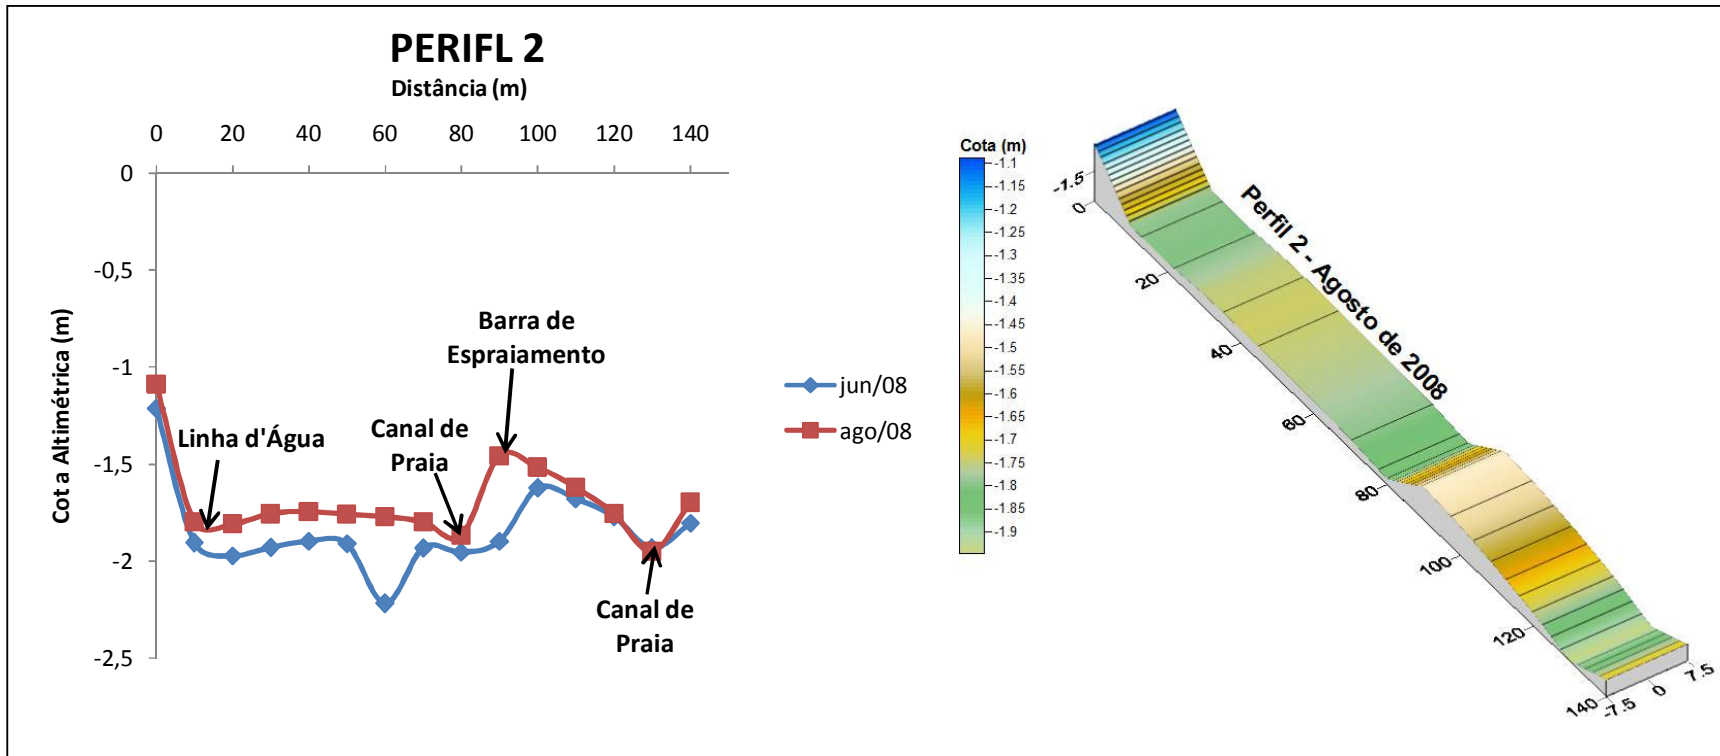 PERIFL 2
Distância (m)
0 20 40 60 80 100 120 140
0
-0,5
-1
-1,5
-2
-2,5
Cot a Altimétrica (m)
Linha d'Água
Canal de
Praia
Barra de
Espraiamento
Canal de
Praia
jun/08
ago/08
Cota (m)
-1.1
-1.15
-1.2
-1.25
-1.3
-1.35
-1.4
-1.45
-1.5
-1.55
-1.6
-1.65
-1.7
-1.75
-1.8
-1.85
-1.9
Perfil 2 - Agosto de 2008
-1.5
0
20
40
60
80
100
120
140
-7.5
0
7.5